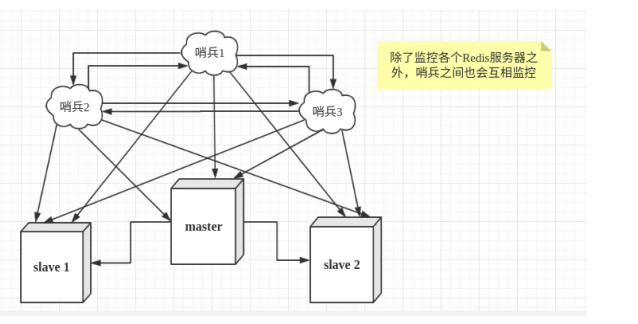 哨兵1
除了监控各个Redis服务器之
外，哨兵之间也会互相监控
哨兵2
哨兵3
master
slave 1
slave 2